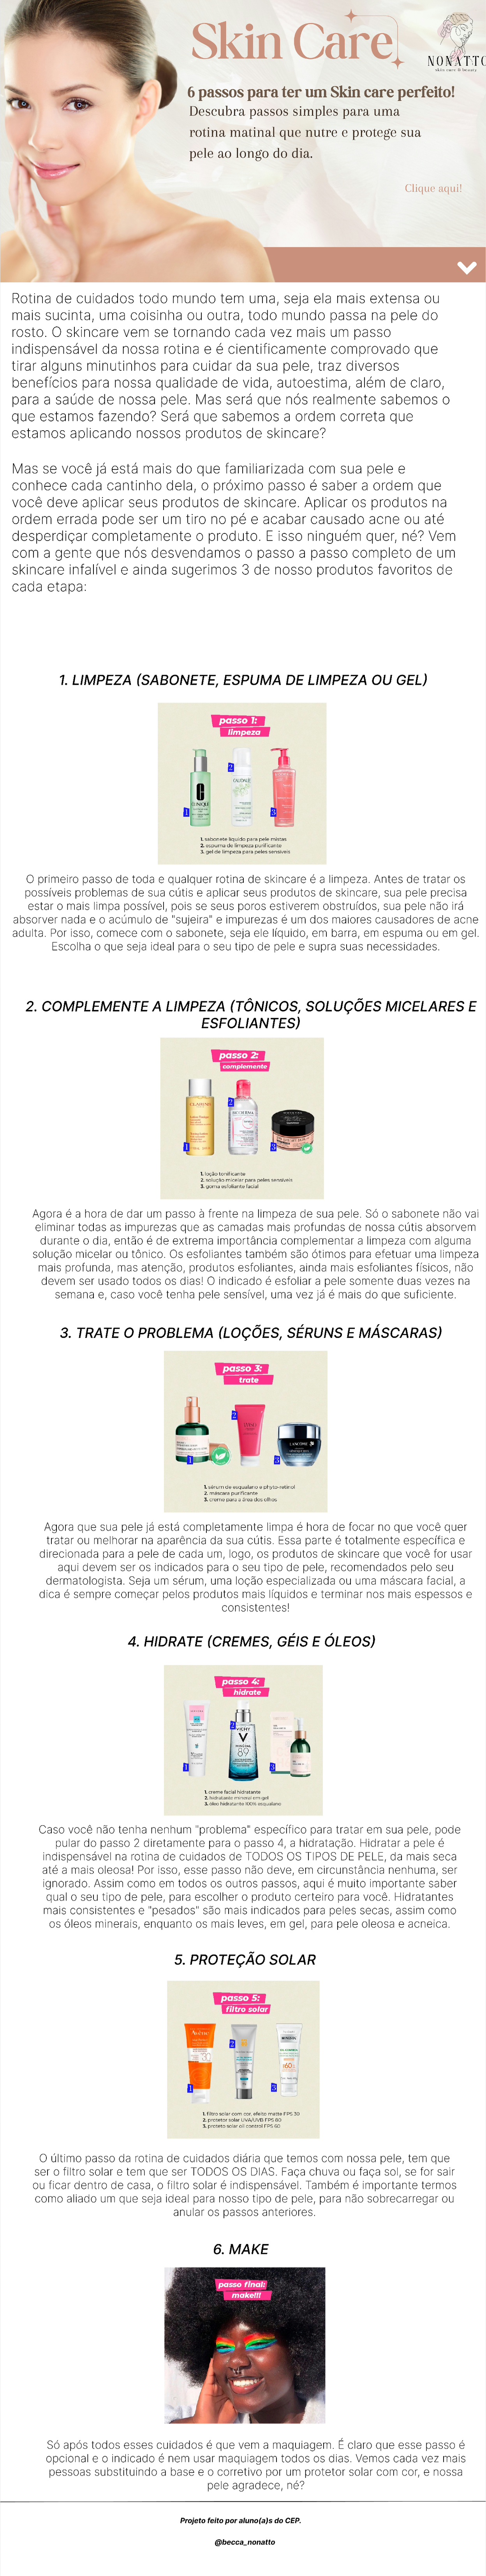 Skin Care
NONATTO
skin care & beauty
6 passos para ter um Skin care perfeito!
Descubra passos simples para uma
rotina matinal que nutre e protege sua
pele ao longo do dia.
Clique aqui!
Rotina de cuidados todo mundo tem uma, seja ela mais extensa ou
mais sucinta, uma coisinha ou outra, todo mundo passa na pele do
rosto. O skincare vem se tornando cada vez mais um passo
indispensável da nossa rotina e é cientificamente comprovado que
tirar alguns minutinhos para cuidar da sua pele, traz diversos
benefícios para nossa qualidade de vida, autoestima, além de claro,
para a saúde de nossa pele. Mas será que nós realmente sabemos o
que estamos fazendo? Será que sabemos a ordem correta que
estamos aplicando nossos produtos de skincare?
Mas se você já está mais do que familiarizada com sua pele e
conhece cada cantinho dela, o próximo passo é saber a ordem que
você deve aplicar seus produtos de skincare. Aplicar os produtos na
ordem errada pode ser um tiro no pé e acabar causado acne ou até
desperdiçar completamente o produto. E isso ninguém quer, né? Vem
com a gente que nós desvendamos o passo a passo completo de um
skincare infalível e ainda sugerimos 3 de nosso produtos favoritos de
cada etapa:
1. LIMPEZA (SABONETE, ESPUMA DE LIMPEZA OU GEL)
passo 1:
limpeza
CLINIQUE
CAUDALIE
1
2
3
1. sabonete líquido para pele mistas
2. espuma de limpeza purificante
3. gel de limpeza para peles sensíveis
O primeiro passo de toda e qualquer rotina de skincare é a limpeza. Antes de tratar os
possíveis problemas de sua cútis e aplicar seus produtos de skincare, sua pele precisa
estar o mais limpa possível, pois se seus poros estiverem obstruídos, sua pele não irá
absorver nada e o acúmulo de "sujeira" e impurezas é um dos maiores causadores de acne
adulta. Por isso, comece com o sabonete, seja ele líquido, em barra, em espuma ou em gel.
Escolha o que seja ideal para o seu tipo de pele e supra suas necessidades.
2. COMPLEMENTE A LIMPEZA (TÔNICOS, SOLUÇÕES MICELARES E
ESFOLIANTES)
passo 2:
complemente
CLARINS
BIODERMA
1
2
3
1. loção tonificante
2. solução micelar para peles sensíveis
3. goma esfoliante facial
Agora é a hora de dar um passo à frente na limpeza de sua pele. Só o sabonete não vai
eliminar todas as impurezas que as camadas mais profundas de nossa cútis absorvem
durante o dia, então é de extrema importância complementar a limpeza com alguma
solução micelar ou tônico. Os esfoliantes também são ótimos para efetuar uma limpeza
mais profunda, mas atenção, produtos esfoliantes, ainda mais esfoliantes físicos, não
devem ser usado todos os dias! O indicado é esfoliar a pele somente duas vezes na
semana e, caso você tenha pele sensível, uma vez já é mais do que suficiente.
3. TRATE O PROBLEMA (LOÇÕES, SÉRUNS E MÁSCARAS)
passo 3:
trate
LANCOME
1
2
3
1. sérum de esqualano e phyto-retinol
2. máscara purificante
3. creme para a área dos olhos
Agora que sua pele já está completamente limpa é hora de focar no que você quer
tratar ou melhorar na aparência da sua cútis. Essa parte é totalmente específica e
direcionada para a pele de cada um, logo, os produtos de skincare que você for usar
aqui devem ser os indicados para o seu tipo de pele, recomendados pelo seu
dermatologista. Seja um sérum, uma loção especializada ou uma máscara facial, a
dica é sempre começar pelos produtos mais líquidos e terminar nos mais espessos e
consistentes!
4. HIDRATE (CREMES, GÉIS E ÓLEOS)
passo 4:
hidrate
VICHY
89
1
2
3
1. creme facial hidratante
2. hidratante mineral em gel
3. óleo hidratante 100% esqualano
Caso você não tenha nenhum "problema" específico para tratar em sua pele, pode
pular do passo 2 diretamente para o passo 4, a hidratação. Hidratar a pele é
indispensável na rotina de cuidados de TODOS OS TIPOS DE PELE, da mais seca
até a mais oleosa! Por isso, esse passo não deve, em circunstância nenhuma, ser
ignorado. Assim como em todos os outros passos, aqui é muito importante saber
qual o seu tipo de pele, para escolher o produto certeiro para você. Hidratantes
mais consistentes e "pesados" são mais indicados para peles secas, assim como
os óleos minerais, enquanto os mais leves, em gel, para pele oleosa e acneica.
5. PROTEÇÃO SOLAR
passo 5:
filtro solar
Avène
30
60
1
2
3
1. filtro solar com cor, efeito matte FPS 30
2. protetor solar UVA/UVB FPS 80
3. proteto solar oil control FPS 60
O último passo da rotina de cuidados diária que temos com nossa pele, tem que
ser o filtro solar e tem que ser TODOS OS DIAS. Faça chuva ou faça sol, se for sair
ou ficar dentro de casa, o filtro solar é indispensável. Também é importante termos
como aliado um que seja ideal para nosso tipo de pele, para não sobrecarregar ou
anular os passos anteriores.
6. MAKE
passo final:
make!!!
Só após todos esses cuidados é que vem a maquiagem. É claro que esse passo é
opcional e o indicado é nem usar maquiagem todos os dias. Vemos cada vez mais
pessoas substituindo a base e o corretivo por um protetor solar com cor, e nossa
pele agradece, né?
Projeto feito por aluno(a)s do CEP.
@becca_nonatto